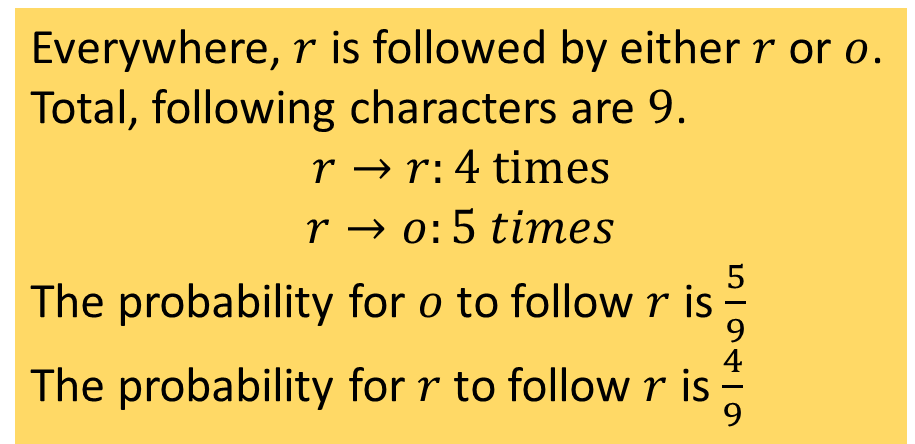 Everywhere, r is followed by either r or o.
Total, following characters are 9.
r → r: 4 times
r → o: 5 times
The probability for o to follow r is 5/9
The probability for r to follow r is 4/9